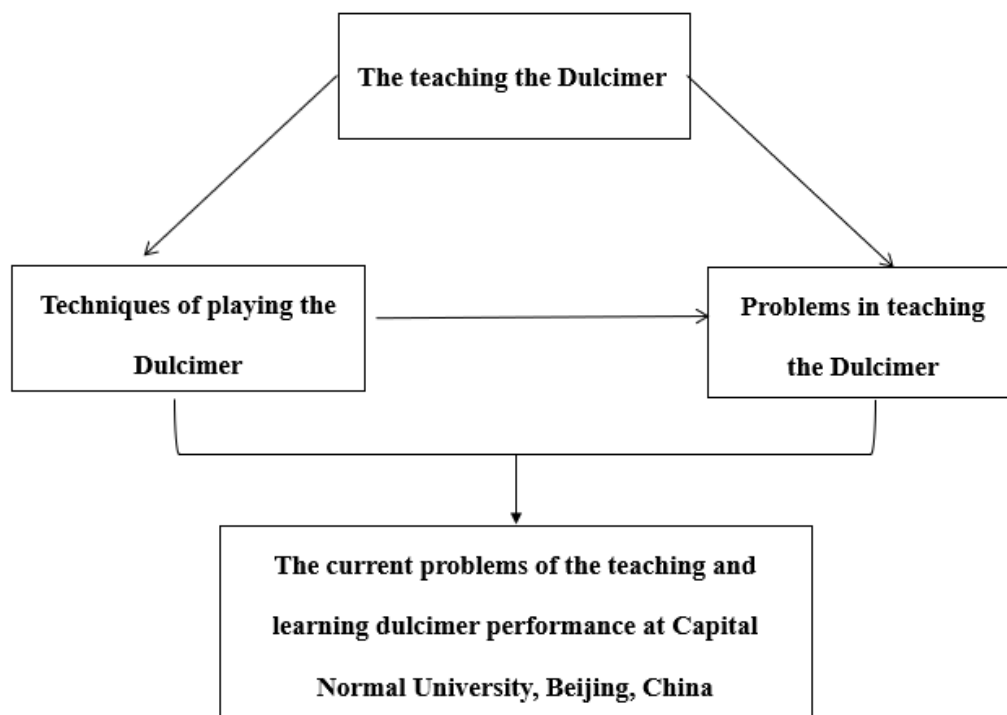 The teaching the Dulcimer
Techniques of playing the
Dulcimer
Problems in teaching
the Dulcimer
The current problems of the teaching and
learning dulcimer performance at Capital
Normal University, Beijing, China